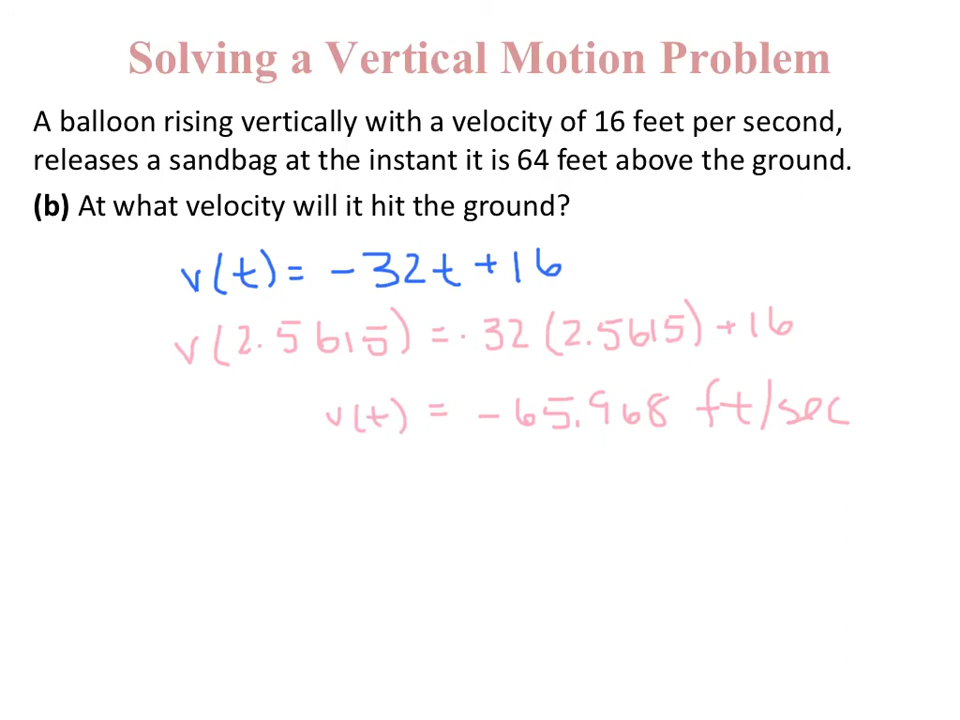 Solving a Vertical Motion Problem
A balloon rising vertically with a velocity of 16 feet per second,
releases a sandbag at the instant it is 64 feet above the ground.
(b) At what velocity will it hit the ground?
v(t) = -32t + 16
v(2.5615) = -32(2.5615) + 16
v(t) = -65.968 ft/sec